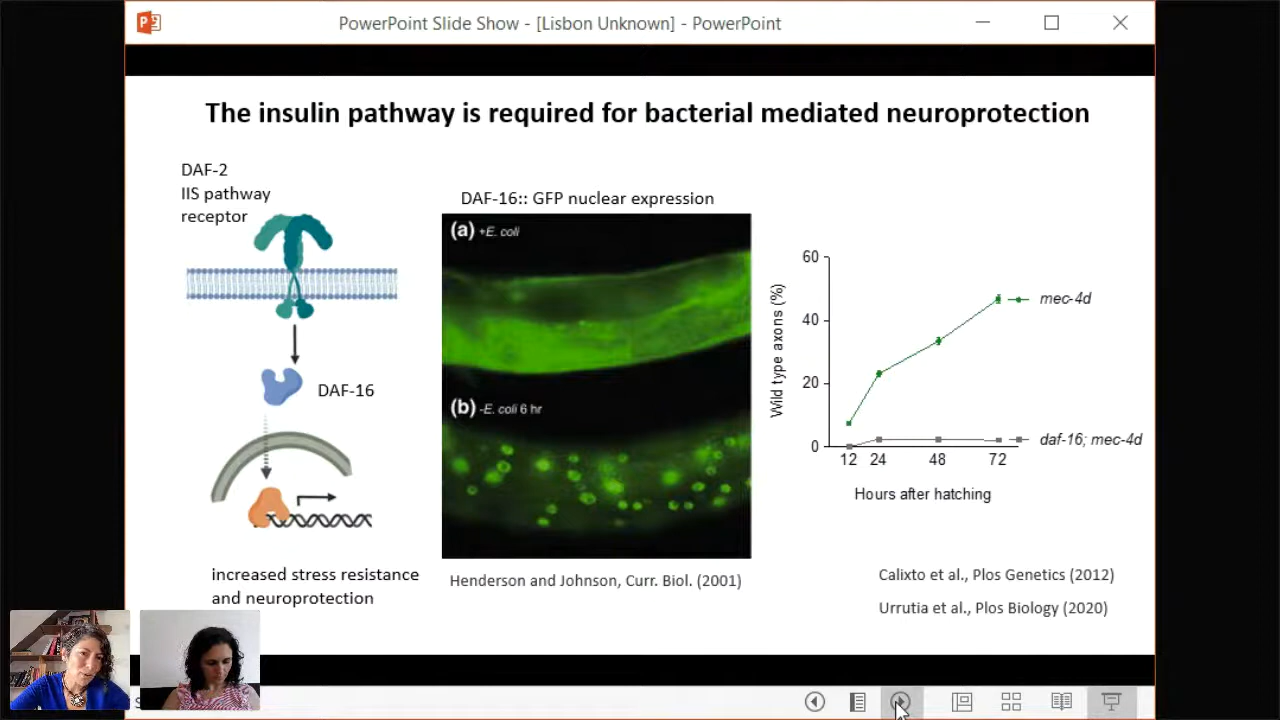 PowerPoint Slide Show - [Lisbon Unknown] - PowerPoint
The insulin pathway is required for bacterial mediated neuroprotection
DAF-2
IIS pathway
receptor
DAF-16
increased stress resistance
and neuroprotection
DAF-16:: GFP nuclear expression
(a) +E. coli
(b) -E. coli 6 hr
Henderson and Johnson, Curr. Biol. (2001)
60
40
20
0
Wild type axons (%)
12 24 48 72
Hours after hatching
mec-4d
daf-16; mec-4d
Calixto et al., Plos Genetics (2012)
Urrutia et al., Plos Biology (2020)